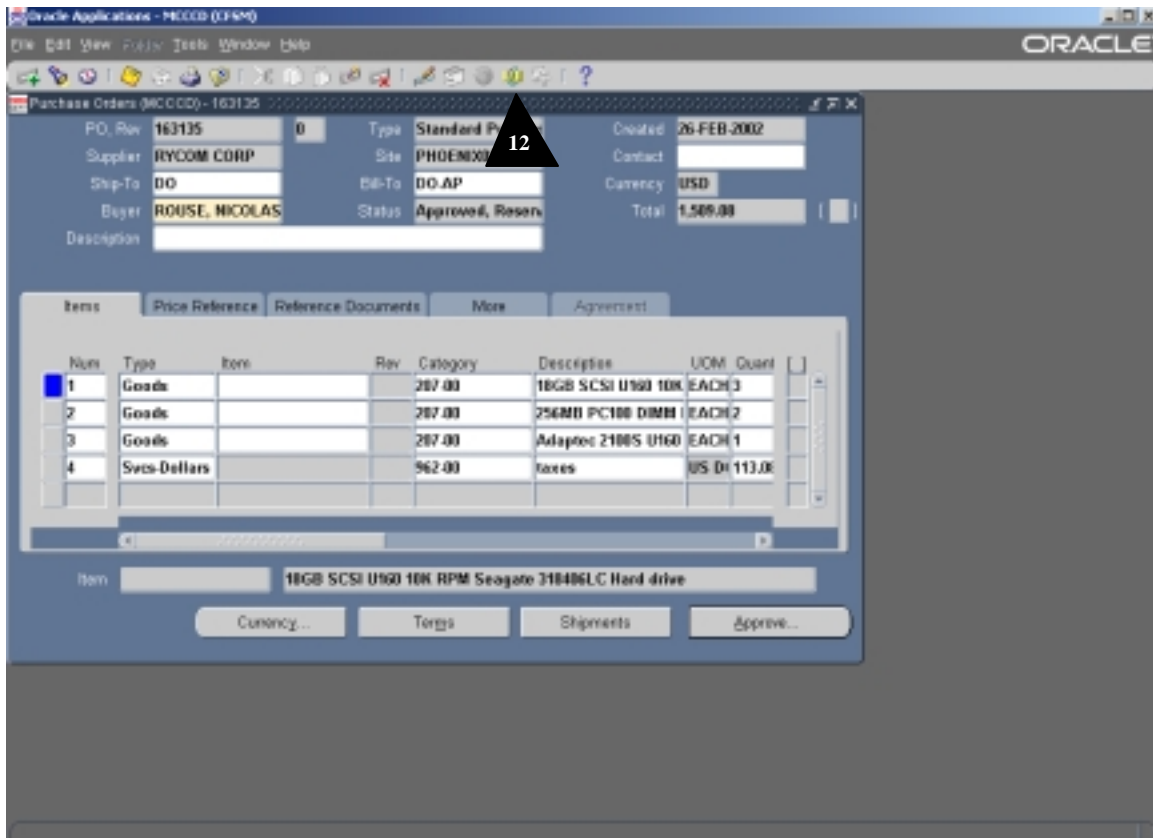 Oracle Applications - MCCCD (CFSM)
File Edit View Folder Tools Window Help
ORACLE
Purchase Orders (MCCCD) - 163135
PO, Rev 163135 0 Type Standard P Created 26-FEB-2002
12
Supplier RYCOM CORP Site PHOENIX Contact
Ship-To DO Bill-To DO.AP Currency USD
Buyer ROUSE, NICOLAS Status Approved, Reserv Total 1,509.08 [ ]
Description
Items Price Reference Reference Documents More Agreement
Num Type Item Rev Category Description UOM Quant [ ]
1 Goods 207.00 18GB SCSI U160 10K EACH 3
2 Goods 207.00 256MB PC100 DIMM EACH 2
3 Goods 207.00 Adaptec 2100S U160 EACH 1
4 Svcs-Dollars 962.00 taxes US D 113.08
Item 18GB SCSI U160 10K RPM Seagate 318406LC Hard drive
Currency... Terms Shipments Approve...